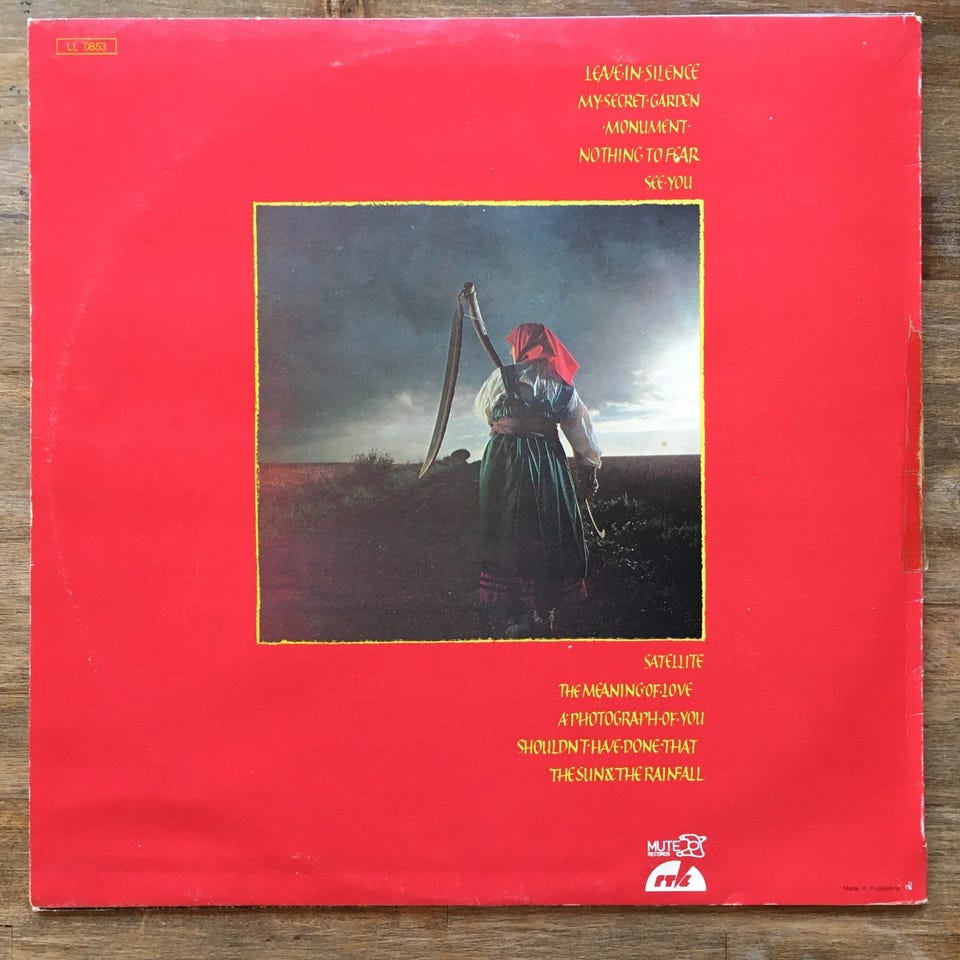 LL 0853
LEAVE·IN·SILENCE
MY·SECRET·GARDEN
·MONUMENT·
NOTHING TO FEAR
SEE·YOU
SATELLITE
THE MEANING·OF·LOVE
A·PHOTOGRAPH·OF·YOU
SHOULDN'T·HAVE·DONE·THAT
THE SUN & THE RAINFALL
MUTE
RECORDS
RTL
Made in Yugoslavia